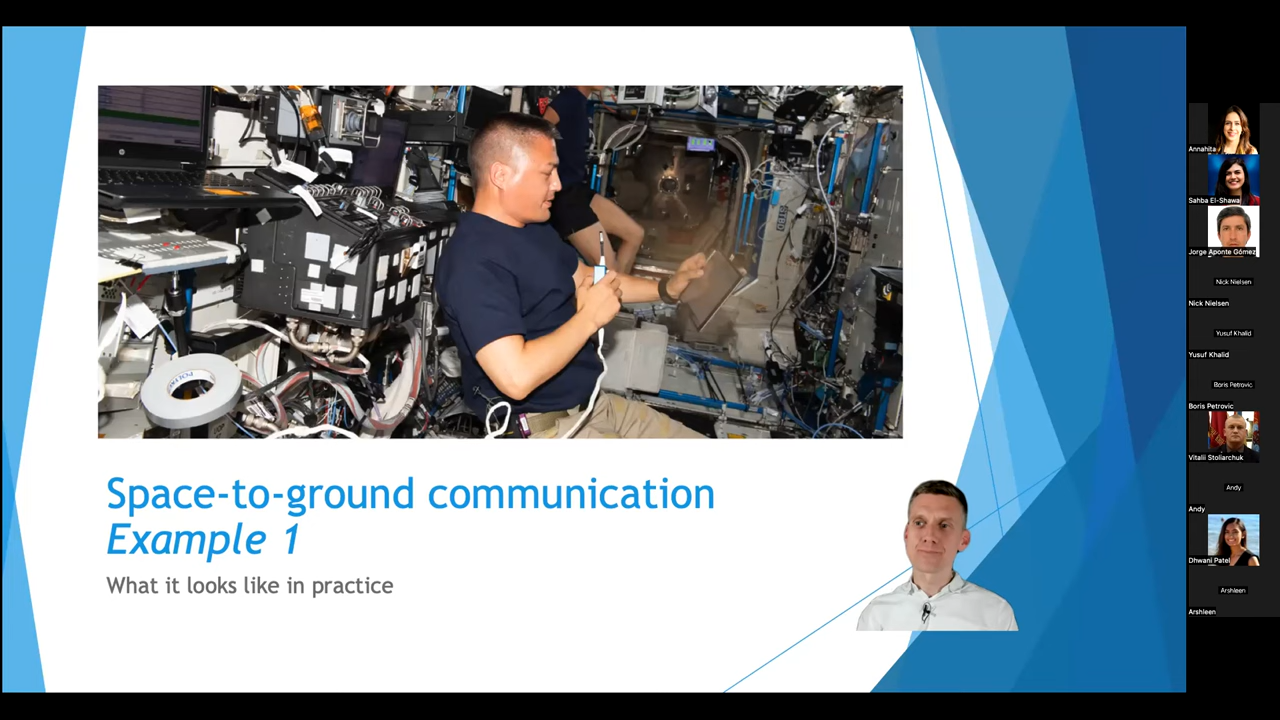 Space-to-ground communication
Example 1
What it looks like in practice
POLYKEN
Annahita
Sahba El-Shawa
Jorge Aponte Gómez
Nick Nielsen
Nick Nielsen
Yusuf Khalid
Yusuf Khalid
Boris Petrovic
Boris Petrovic
Vitalii Stoliarchuk
Andy
Andy
Dhwani Patel
Arshleen
Arshleen